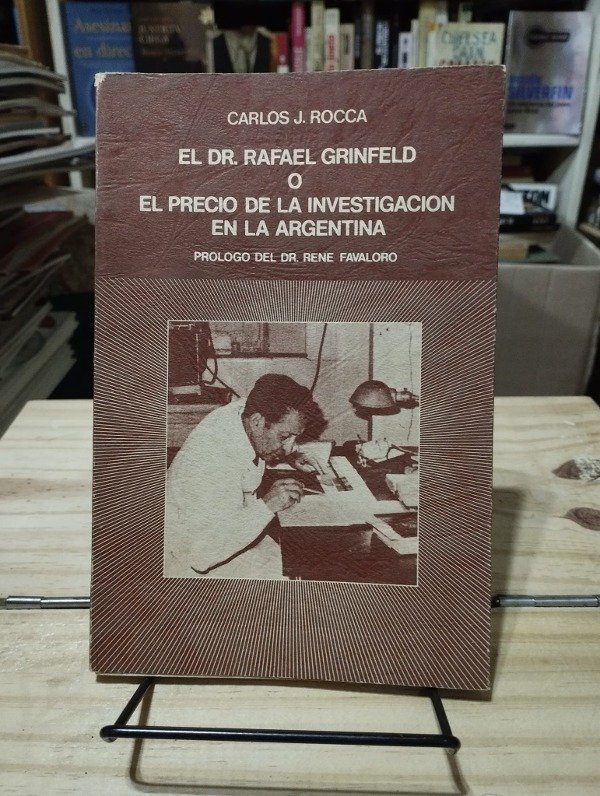 CARLOS J. ROCCA
EL DR. RAFAEL GRINFELD
O
EL PRECIO DE LA INVESTIGACION
EN LA ARGENTINA
PROLOGO DEL DR. RENE FAVALORO